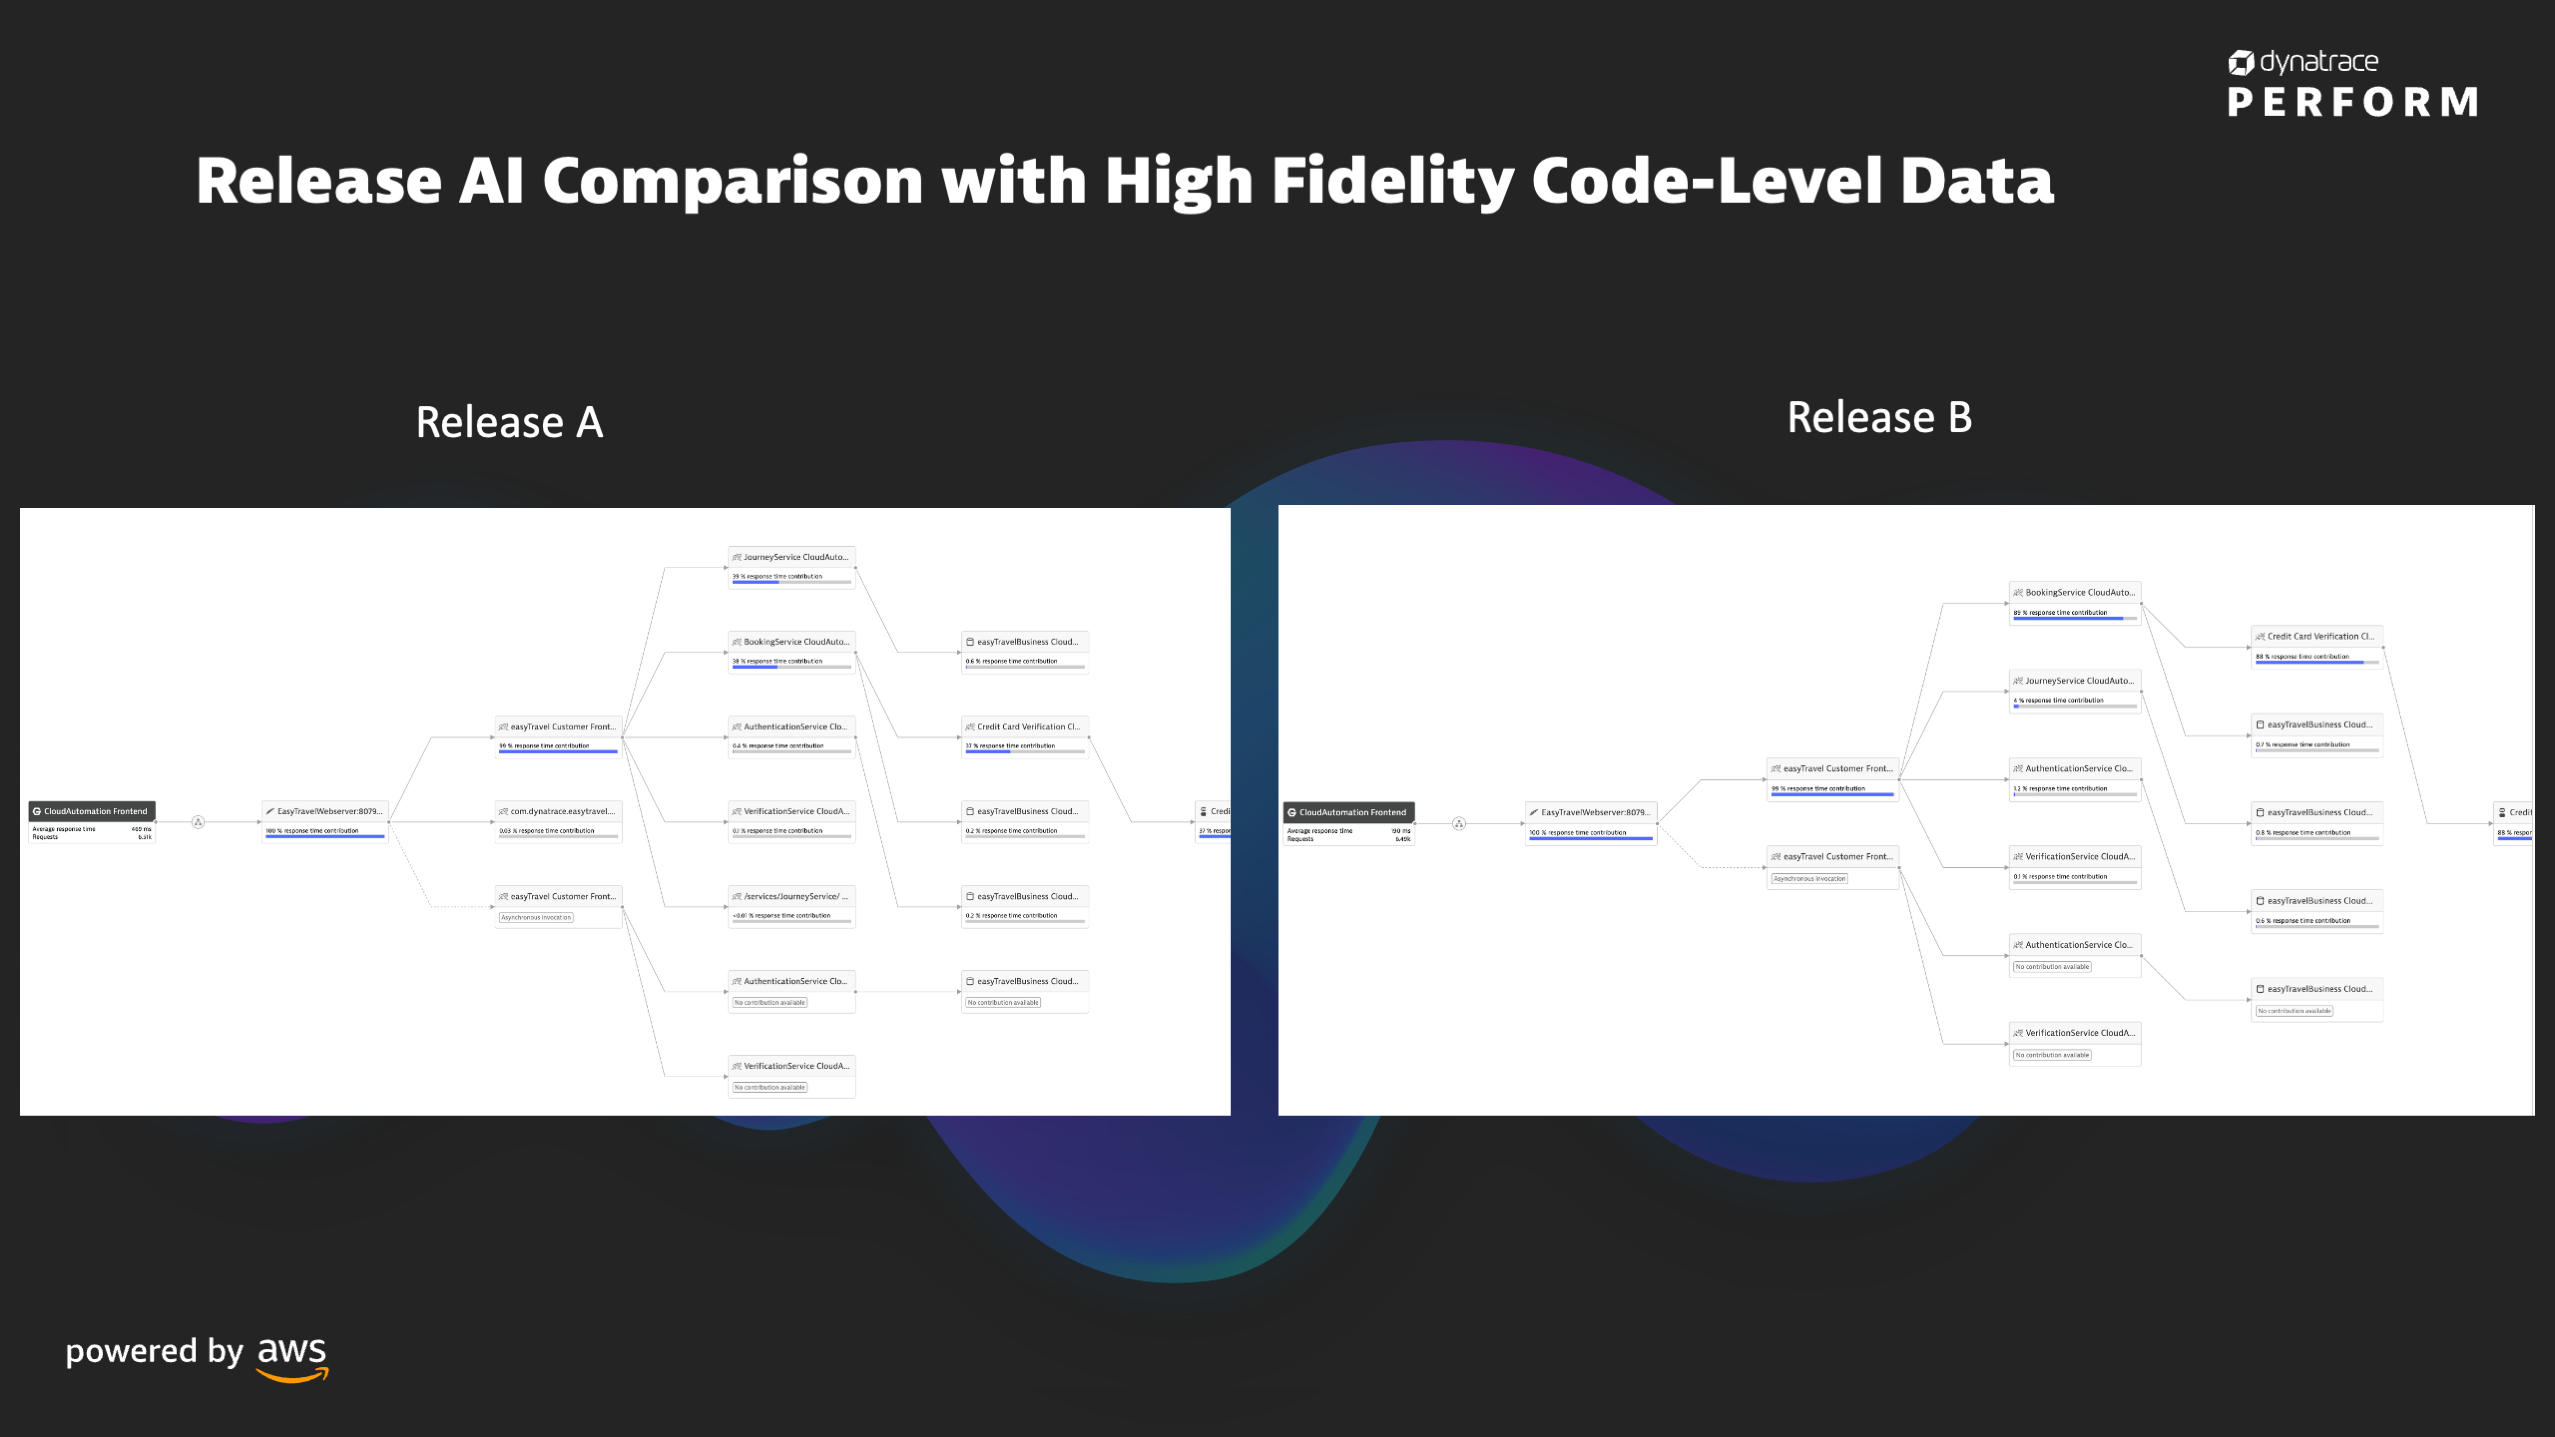 dynatrace
PERFORM
Release AI Comparison with High Fidelity Code-Level Data
Release A
Release B
JourneyService CloudAuto...
39 % response time contribution
BookingService CloudAuto...
38 % response time contribution
easyTravelBusiness Cloud...
0.6 % response time contribution
easyTravel Customer Front...
99 % response time contribution
AuthenticationService Clo...
0.4 % response time contribution
Credit Card Verification Cl...
37 % response time contribution
CloudAutomation Frontend
Average response time 469 ms
Requests 6.51k
EasyTravelWebserver:8079...
100 % response time contribution
com.dynatrace.easytravel....
0.03 % response time contribution
VerificationService CloudA...
0.1 % response time contribution
easyTravelBusiness Cloud...
0.2 % response time contribution
Credi
37 % respon
easyTravel Customer Front...
Asynchronous invocation
/services/JourneyService/ ...
<0.01 % response time contribution
easyTravelBusiness Cloud...
0.2 % response time contribution
AuthenticationService Clo...
No contribution available
easyTravelBusiness Cloud...
No contribution available
VerificationService CloudA...
No contribution available
BookingService CloudAuto...
89 % response time contribution
Credit Card Verification Cl...
88 % response time contribution
JourneyService CloudAuto...
4 % response time contribution
easyTravelBusiness Cloud...
0.7 % response time contribution
easyTravel Customer Front...
99 % response time contribution
AuthenticationService Clo...
1.2 % response time contribution
CloudAutomation Frontend
Average response time 190 ms
Requests 6.49k
EasyTravelWebserver:8079...
100 % response time contribution
easyTravelBusiness Cloud...
0.8 % response time contribution
Credit
88 % respor
easyTravel Customer Front...
Asynchronous invocation
VerificationService CloudA...
0.1 % response time contribution
easyTravelBusiness Cloud...
0.6 % response time contribution
AuthenticationService Clo...
No contribution available
easyTravelBusiness Cloud...
No contribution available
VerificationService CloudA...
No contribution available
powered by aws